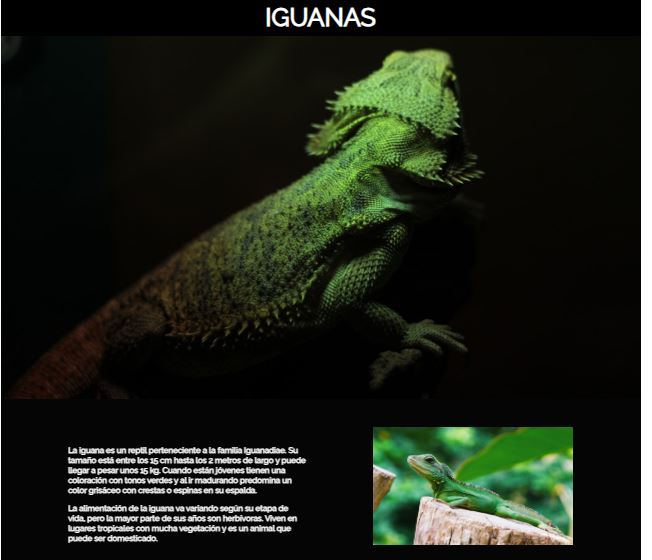 IGUANAS
La iguana es un reptil perteneciente a la familia Iguanadiae. Su
tamaño está entre los 15 cm hasta los 2 metros de largo y puede
llegar a pesar unos 15 kg. Cuando están jóvenes tienen una
coloración con tonos verdes y al ir madurando predomina un
color grisáceo con crestas o espinas en su espalda.
La alimentación de la iguana va variando según su etapa de
vida, pero la mayor parte de sus años son herbívoras. Viven en
lugares tropicales con mucha vegetación y es un animal que
puede ser domesticado.